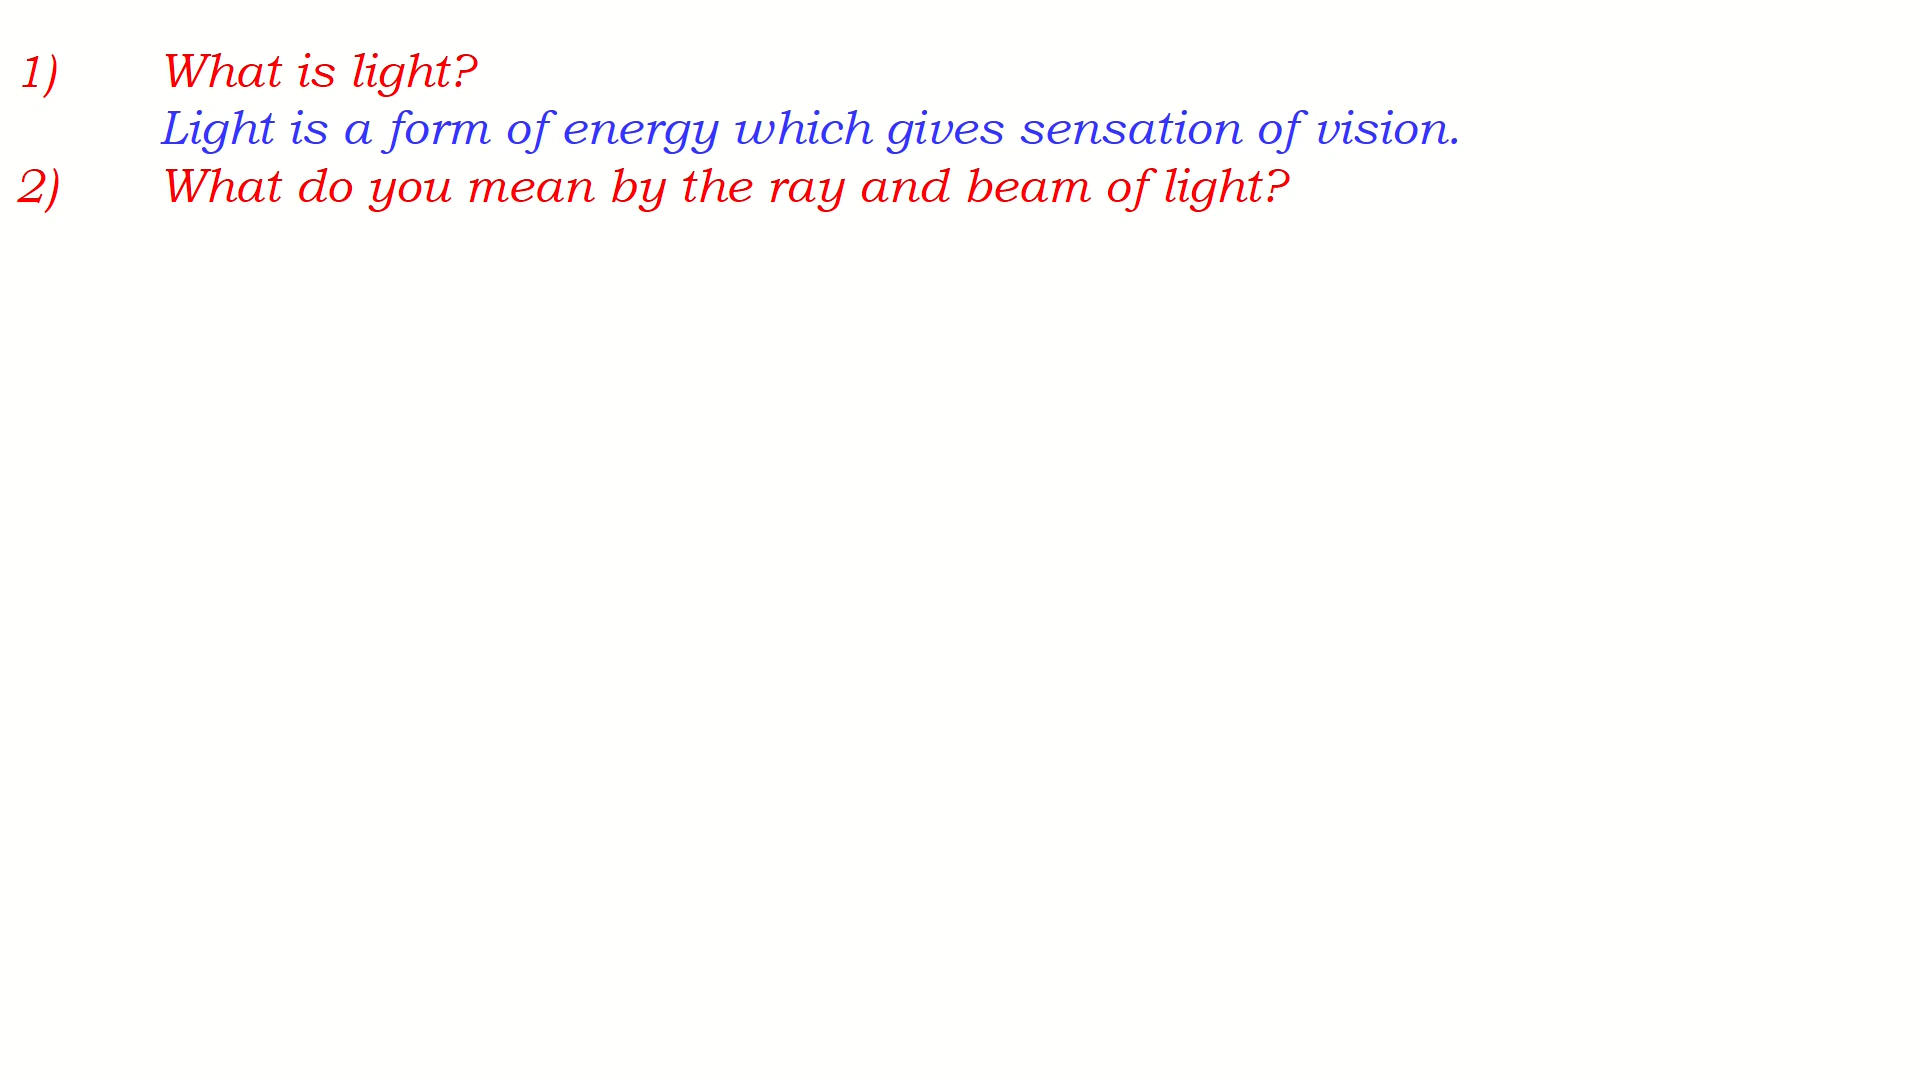 1) What is light?
Light is a form of energy which gives sensation of vision.
2) What do you mean by the ray and beam of light?